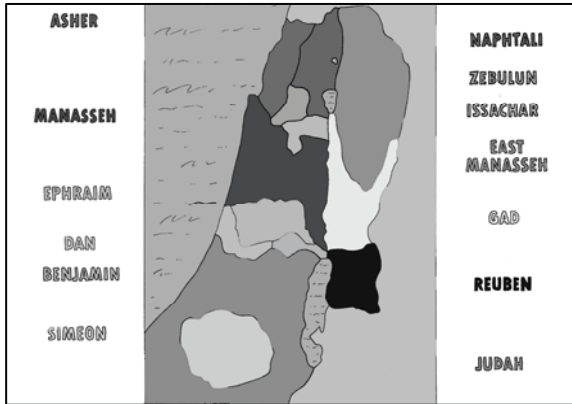 ASHER
MANASSEH
EPHRAIM
DAN
BENJAMIN
SIMEON
NAPHTALI
ZEBULUN
ISSACHAR
EAST
MANASSEH
GAD
REUBEN
JUDAH